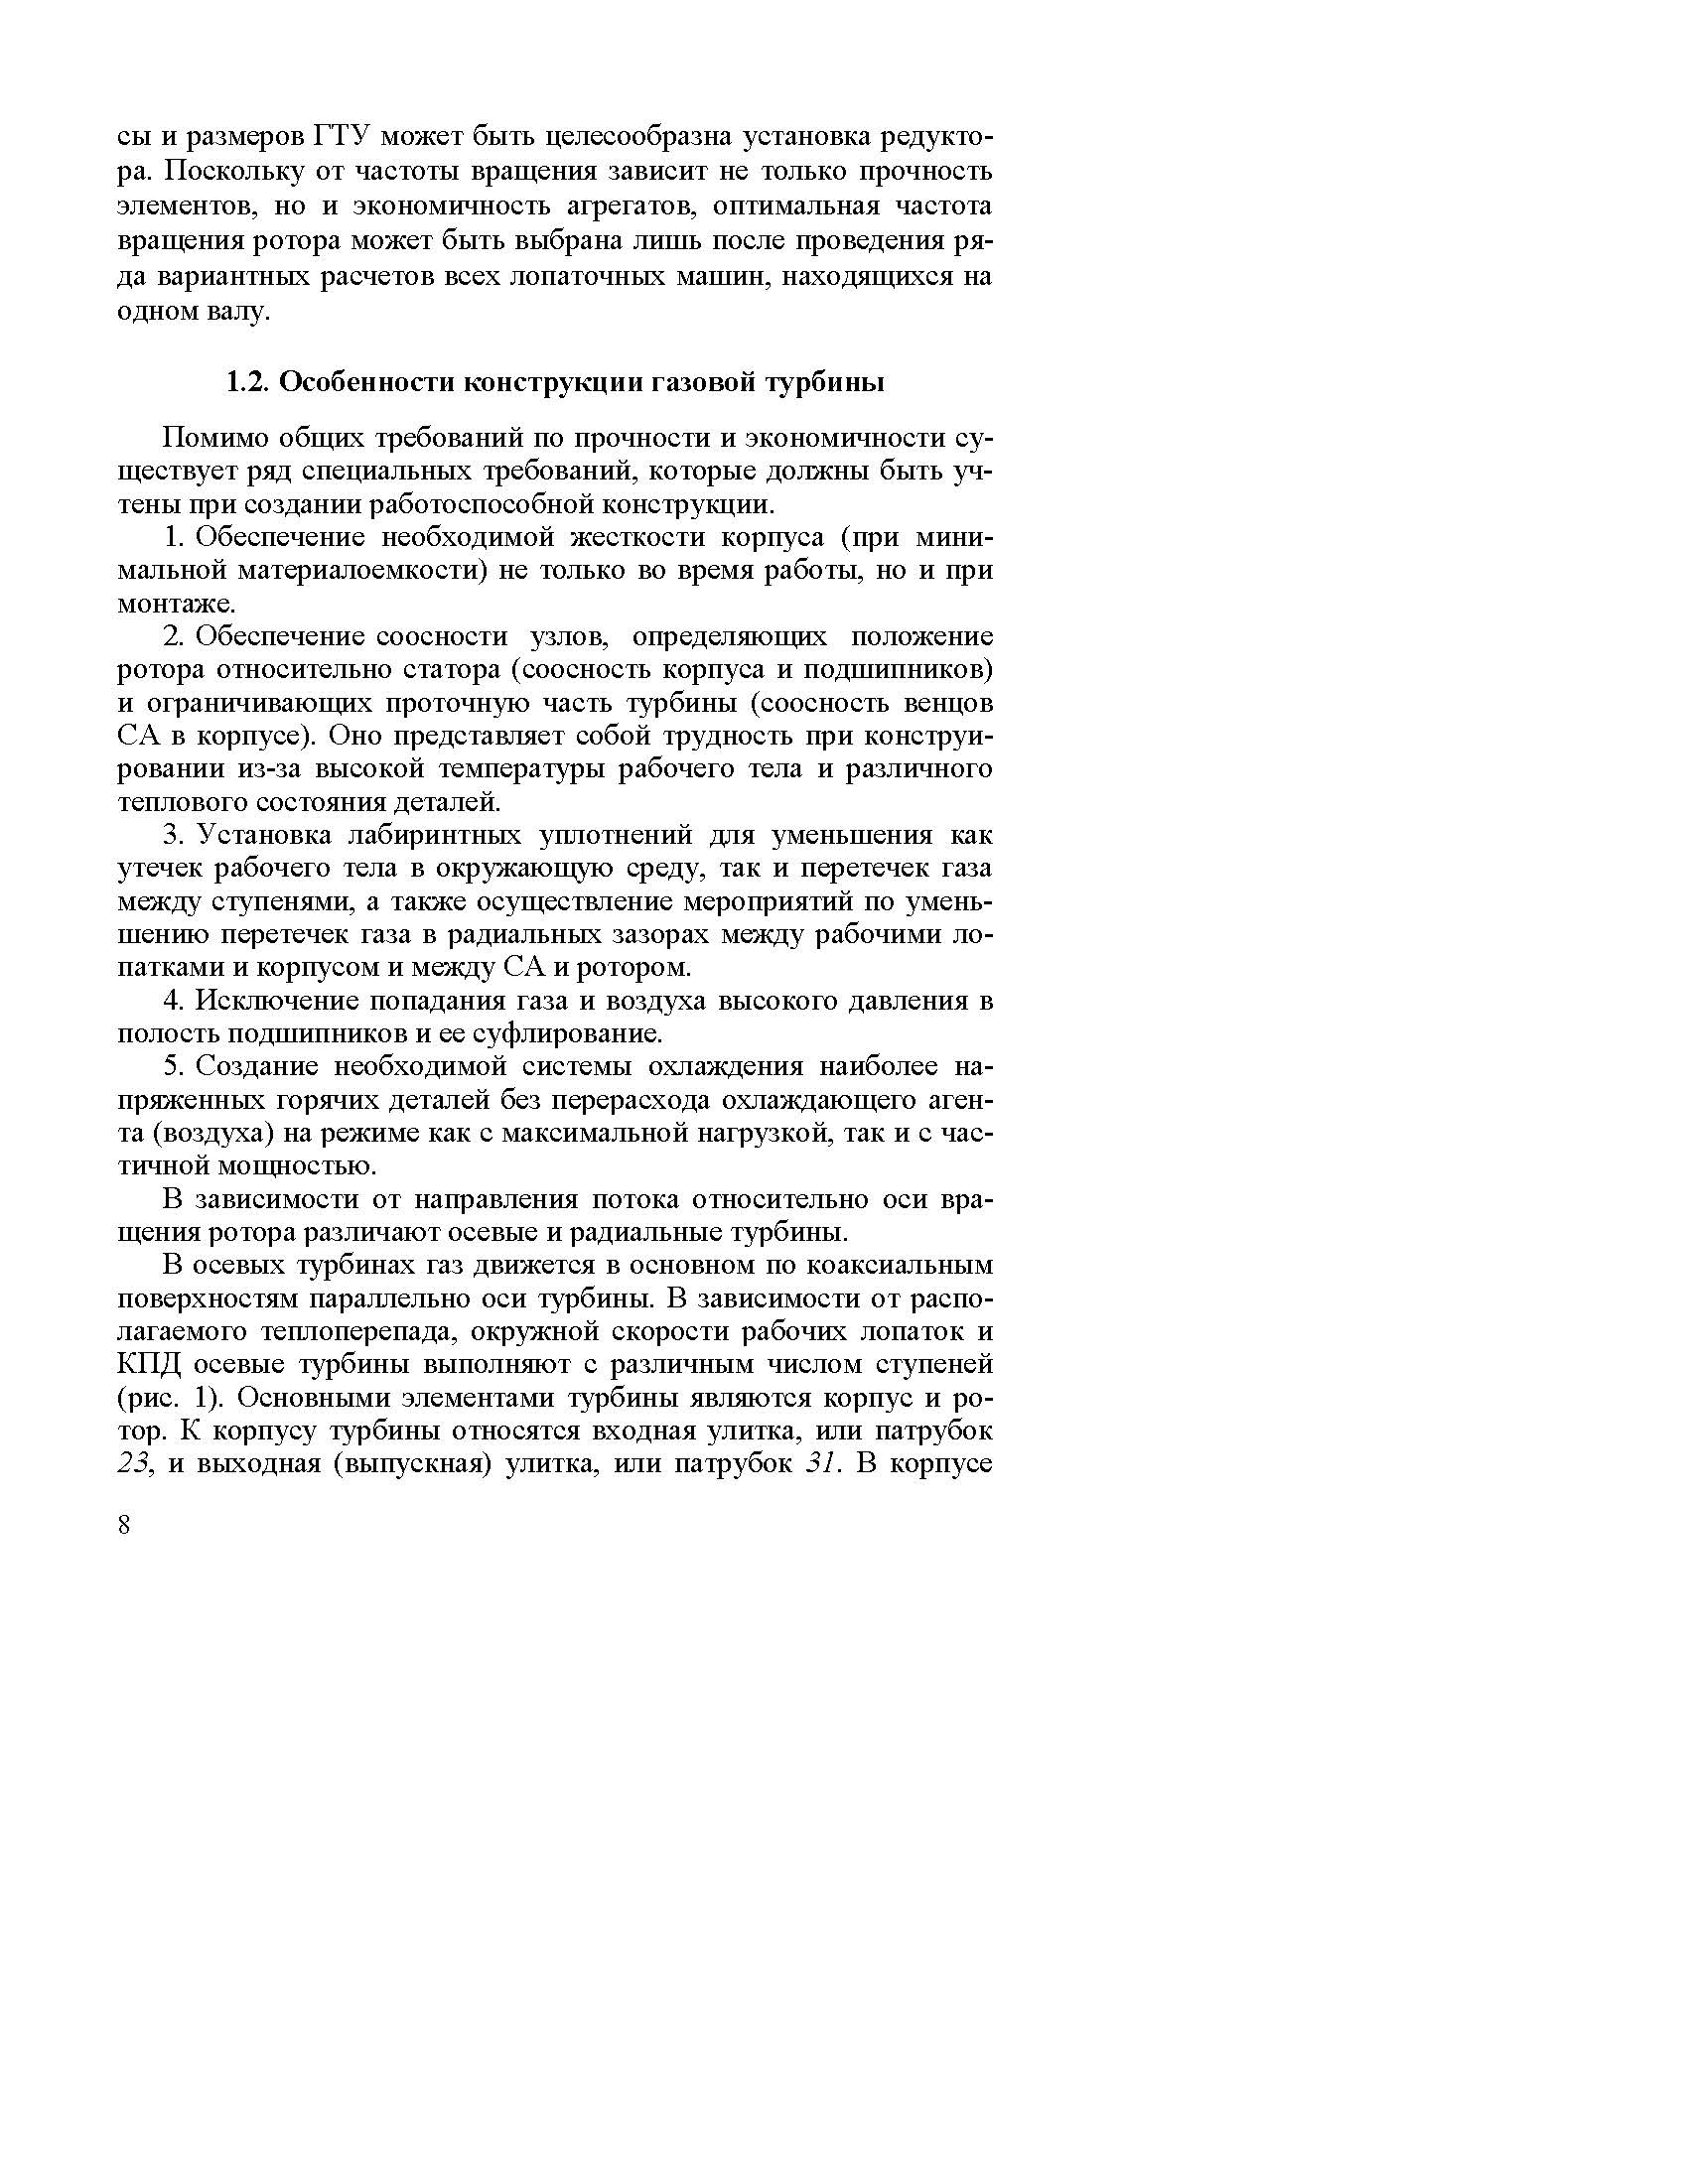 сы и размеров ГТУ может быть целесообразна установка редукто-
ра. Поскольку от частоты вращения зависит не только прочность
элементов, но и экономичность агрегатов, оптимальная частота
вращения ротора может быть выбрана лишь после проведения ря-
да вариантных расчетов всех лопаточных машин, находящихся на
одном валу.
1.2. Особенности конструкции газовой турбины
Помимо общих требований по прочности и экономичности су-
ществует ряд специальных требований, которые должны быть уч-
тены при создании работоспособной конструкции.
1. Обеспечение необходимой жесткости корпуса (при мини-
мальной материалоемкости) не только во время работы, но и при
монтаже.
2. Обеспечение соосности узлов, определяющих положение
ротора относительно статора (соосность корпуса и подшипников)
и ограничивающих проточную часть турбины (соосность венцов
СА в корпусе). Оно представляет собой трудность при конструи-
ровании из-за высокой температуры рабочего тела и различного
теплового состояния деталей.
3. Установка лабиринтных уплотнений для уменьшения как
утечек рабочего тела в окружающую среду, так и перетечек газа
между ступенями, а также осуществление мероприятий по умень-
шению перетечек газа в радиальных зазорах между рабочими ло-
патками и корпусом и между СА и ротором.
4. Исключение попадания газа и воздуха высокого давления в
полость подшипников и ее суфлирование.
5. Создание необходимой системы охлаждения наиболее на-
пряженных горячих деталей без перерасхода охлаждающего аген-
та (воздуха) на режиме как с максимальной нагрузкой, так и с час-
тичной мощностью.
В зависимости от направления потока относительно оси вра-
щения ротора различают осевые и радиальные турбины.
В осевых турбинах газ движется в основном по коаксиальным
поверхностям параллельно оси турбины. В зависимости от распо-
лагаемого теплоперепада, окружной скорости рабочих лопаток и
КПД осевые турбины выполняют с различным числом ступеней
(рис. 1). Основными элементами турбины являются корпус и ро-
тор. К корпусу турбины относятся входная улитка, или патрубок
23, и выходная (выпускная) улитка, или патрубок 31. В корпусе
8